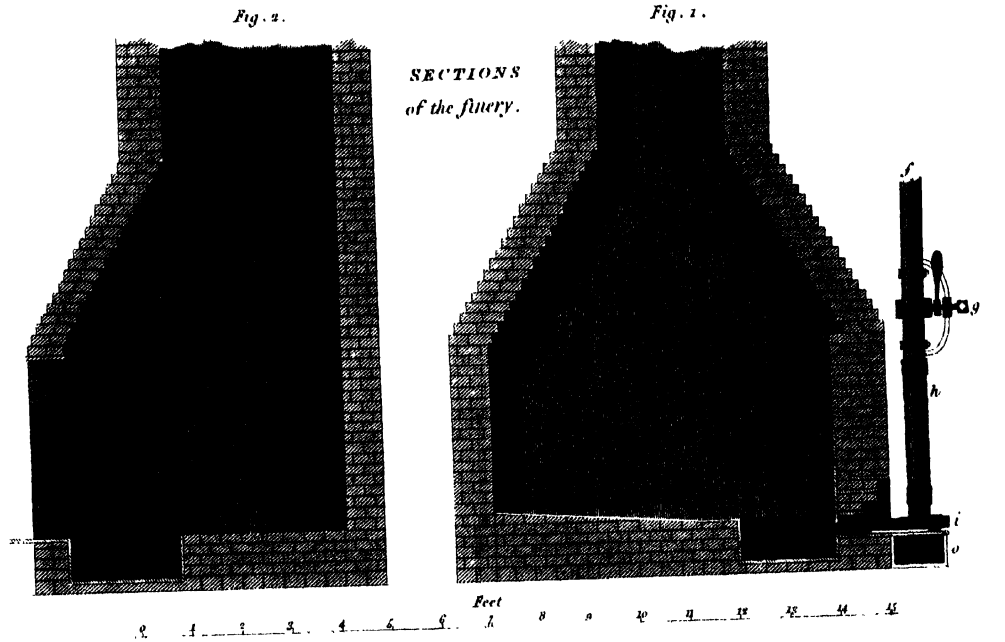 Fig. 2.
Fig. 1.
SECTIONS
of the finery.
f
g
h
i
o
Feet
0 1 2 3 4 5 6 7 8 9 10 11 12 13 14 15